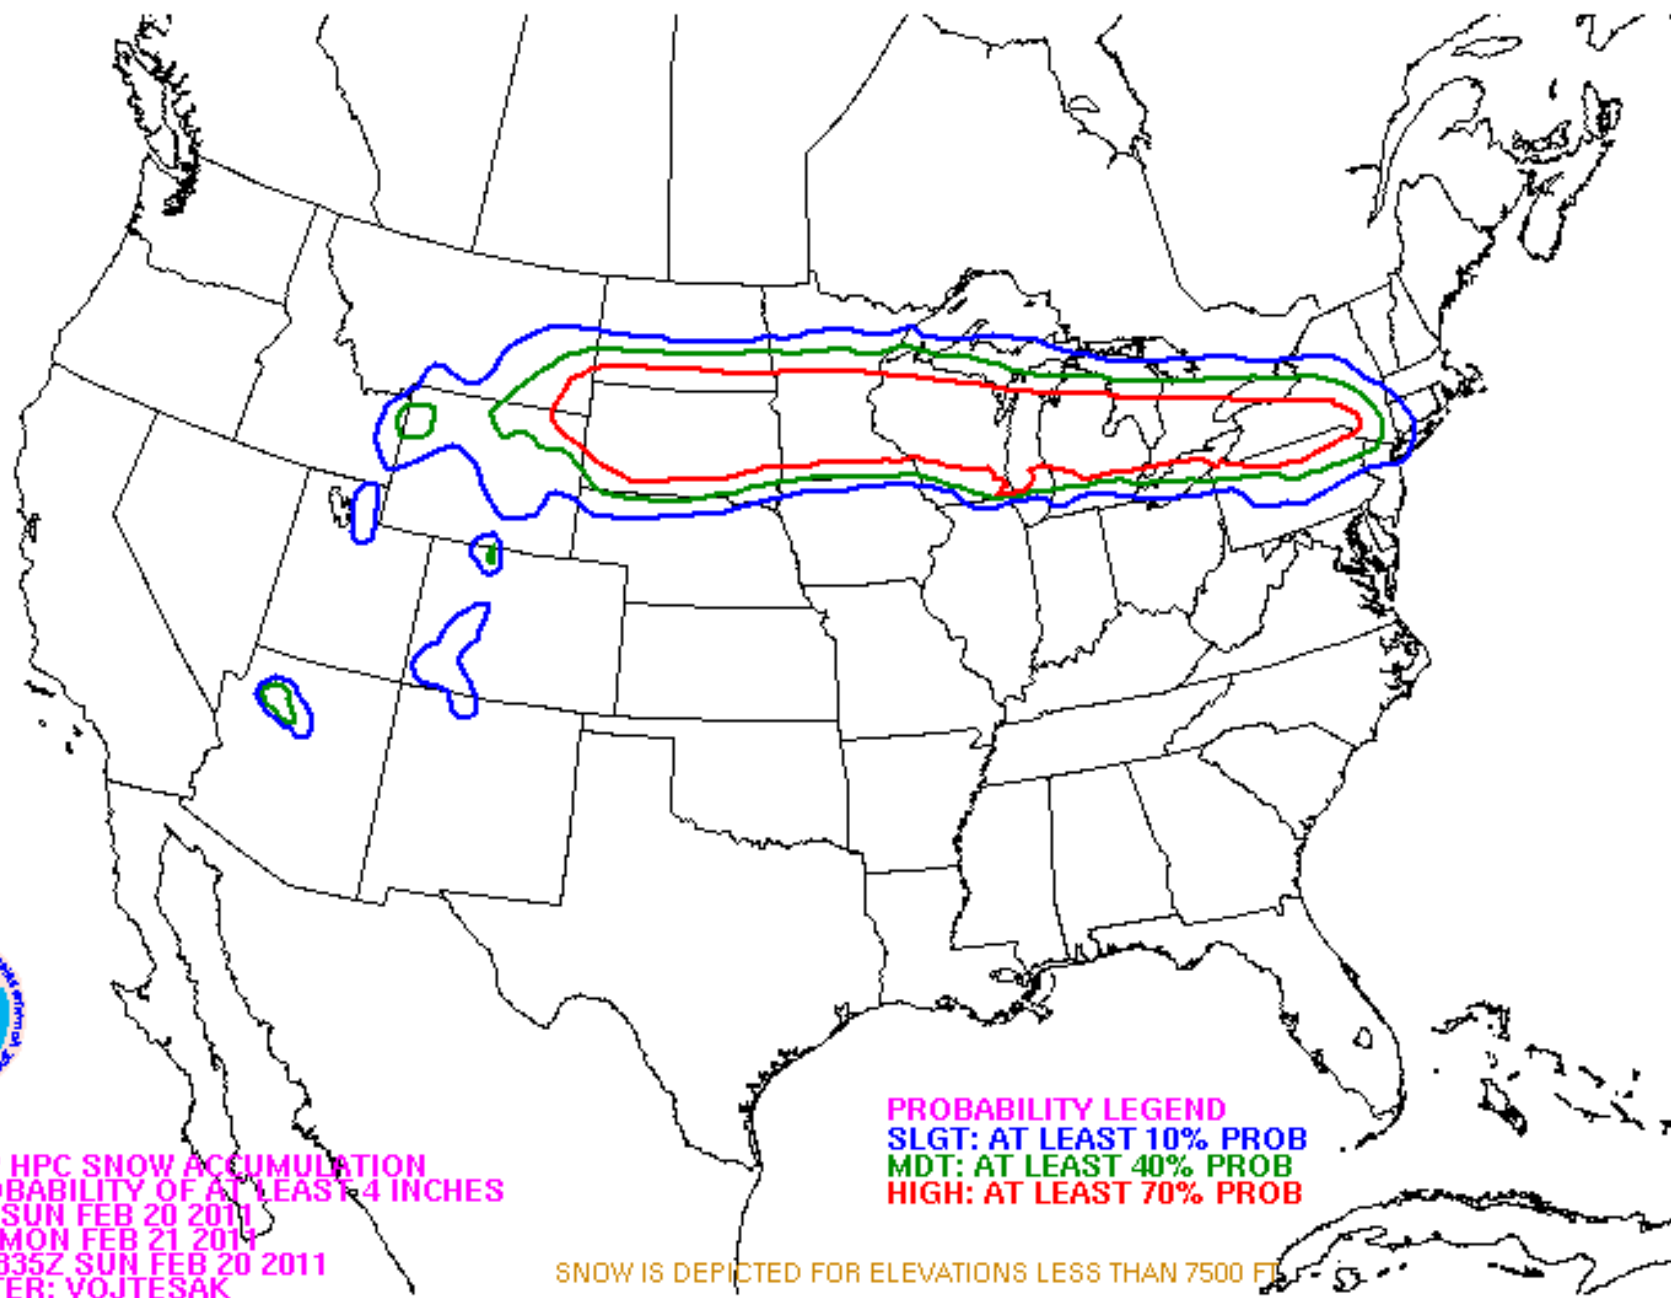 PROBABILITY LEGEND
SLGT: AT LEAST 10% PROB
MDT: AT LEAST 40% PROB
HIGH: AT LEAST 70% PROB
HPC SNOW ACCUMULATION
OBABILITY OF AT LEAST 4 INCHES
SUN FEB 20 2011
MON FEB 21 2011
835Z SUN FEB 20 2011
TER: VOJTESAK
SNOW IS DEPICTED FOR ELEVATIONS LESS THAN 7500 FT